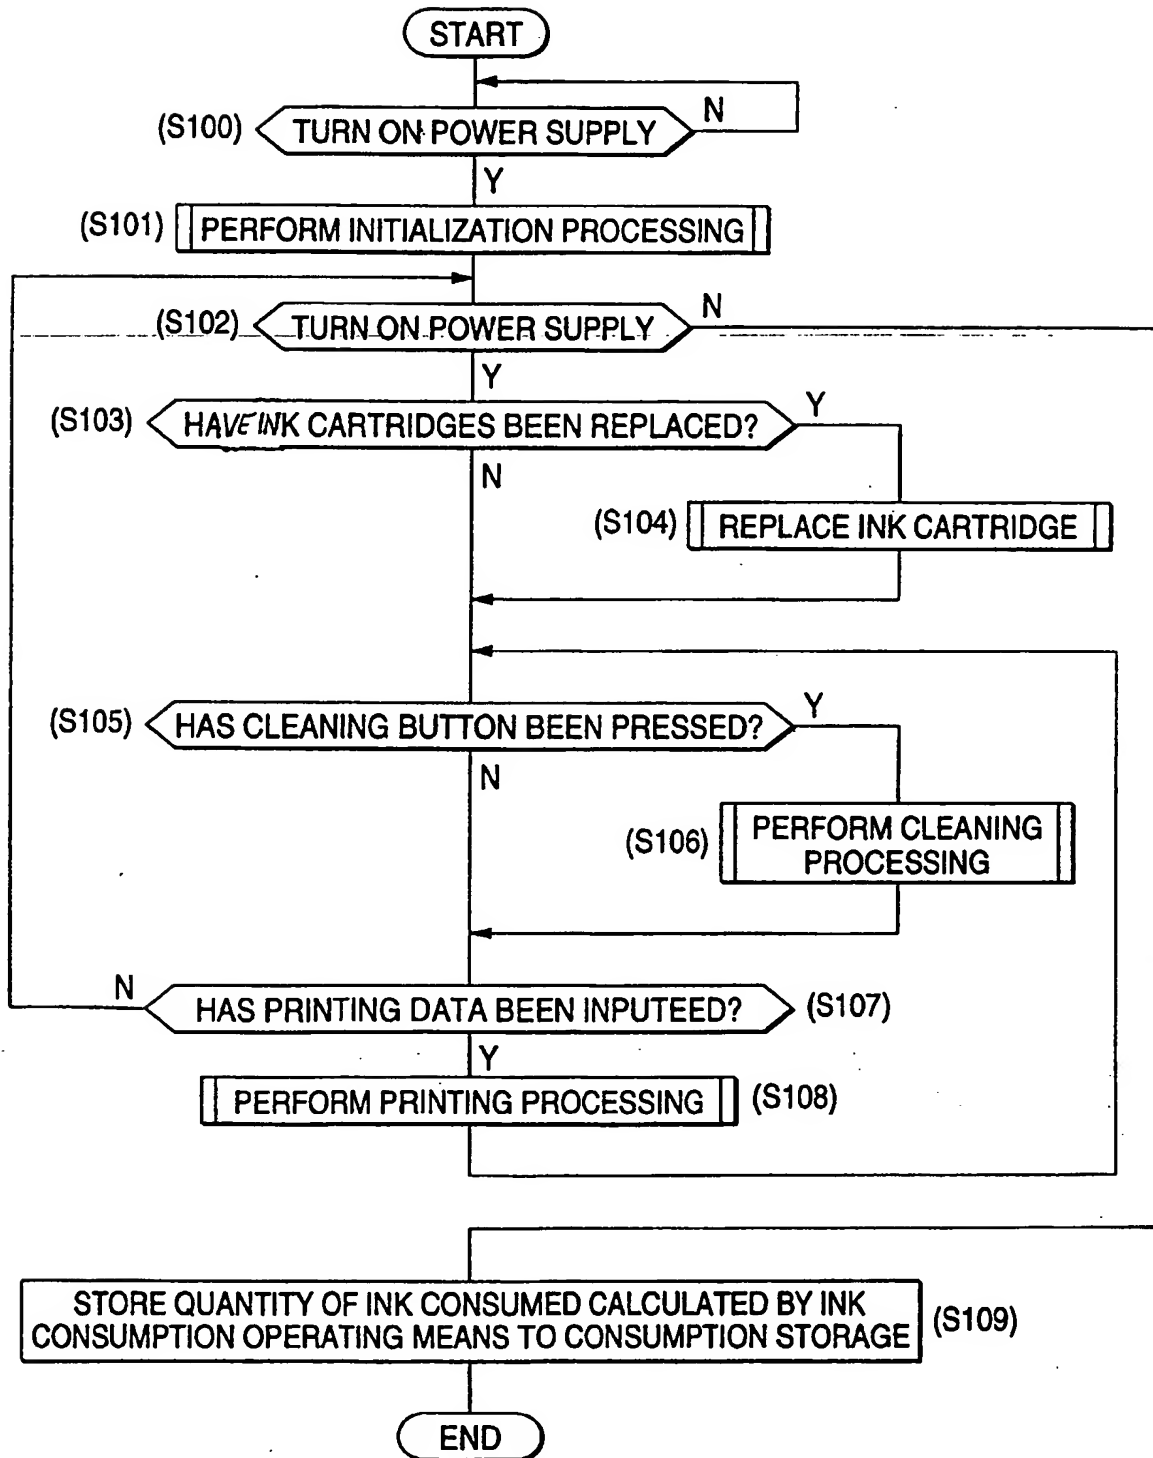 START
(S100) TURN ON POWER SUPPLY N
Y
(S101) PERFORM INITIALIZATION PROCESSING
(S102) TURN ON POWER SUPPLY N
Y
(S103) HAVE INK CARTRIDGES BEEN REPLACED? Y
N
(S104) REPLACE INK CARTRIDGE
(S105) HAS CLEANING BUTTON BEEN PRESSED? Y
N
(S106) PERFORM CLEANING
PROCESSING
N HAS PRINTING DATA BEEN INPUTEED? (S107)
Y
PERFORM PRINTING PROCESSING (S108)
STORE QUANTITY OF INK CONSUMED CALCULATED BY INK
CONSUMPTION OPERATING MEANS TO CONSUMPTION STORAGE (S109)
END